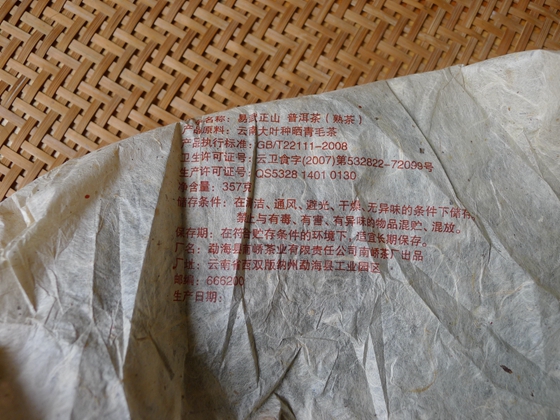 名称: 易武正山 普洱茶 (熟茶)
产品原料: 云南大叶种晒青毛茶
产品执行标准: GB/T22111-2008
卫生许可证号: 云卫食字(2007)第532822-72099号
生产许可证号: QS5328 1401 0130
净含量: 357克
储存条件: 在清洁、通风、避光、干燥、无异味的条件下储存,
禁止与有毒、有害、有异味的物品混贮、混放。
保存期: 在符合贮存条件的环境下, 适宜长期保存。
厂名: 勐海县南峤茶业有限责任公司南峤茶厂出品
厂址: 云南省西双版纳州勐海县工业园区
邮编: 666200
生产日期: